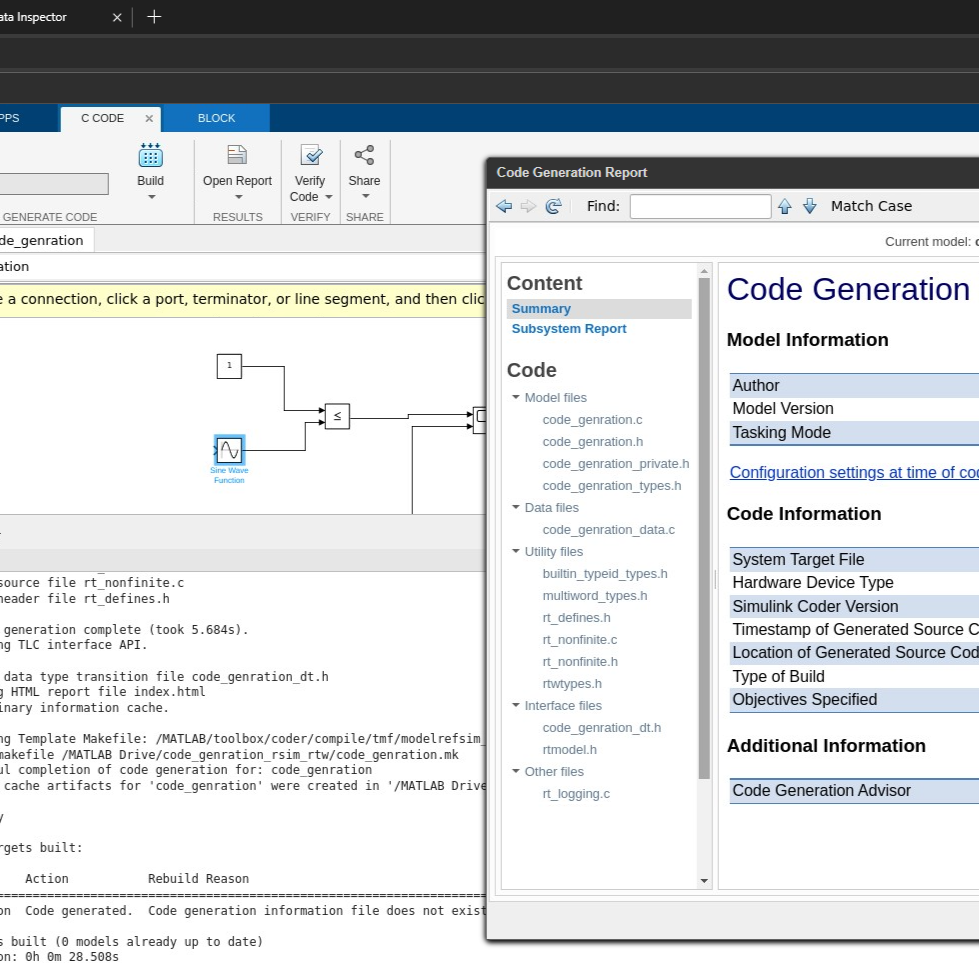 ata Inspector
PPS
C CODE
BLOCK
Build
Open Report
Verify
Code
Share
GENERATE CODE
RESULTS
VERIFY
SHARE
de_genration
ation
e a connection, click a port, terminator, or line segment, and then clic
1
≤
Sine Wave
Function
source file rt_nonfinite.c
header file rt_defines.h
generation complete (took 5.684s).
ng TLC interface API.
data type transition file code_genration_dt.h
g HTML report file index.html
inary information cache.
ng Template Makefile: /MATLAB/toolbox/coder/compile/tmf/modelrefsim_
makefile /MATLAB Drive/code_genration_rsim_rtw/code_genration.mk
ul completion of code generation for: code_genration
cache artifacts for 'code_genration' were created in '/MATLAB Drive
y
rgets built:
Action Rebuild Reason
================================================================
on Code generated. Code generation information file does not exist
s built (0 models already up to date)
on: 0h 0m 28.508s
Code Generation Report
Find:
Match Case
Current model: c
Content
Summary
Subsystem Report
Code
Model files
code_genration.c
code_genration.h
code_genration_private.h
code_genration_types.h
Data files
code_genration_data.c
Utility files
builtin_typeid_types.h
multiword_types.h
rt_defines.h
rt_nonfinite.c
rt_nonfinite.h
rtwtypes.h
Interface files
code_genration_dt.h
rtmodel.h
Other files
rt_logging.c
Code Generation
Model Information
Author
Model Version
Tasking Mode
Configuration settings at time of cod
Code Information
System Target File
Hardware Device Type
Simulink Coder Version
Timestamp of Generated Source C
Location of Generated Source Cod
Type of Build
Objectives Specified
Additional Information
Code Generation Advisor